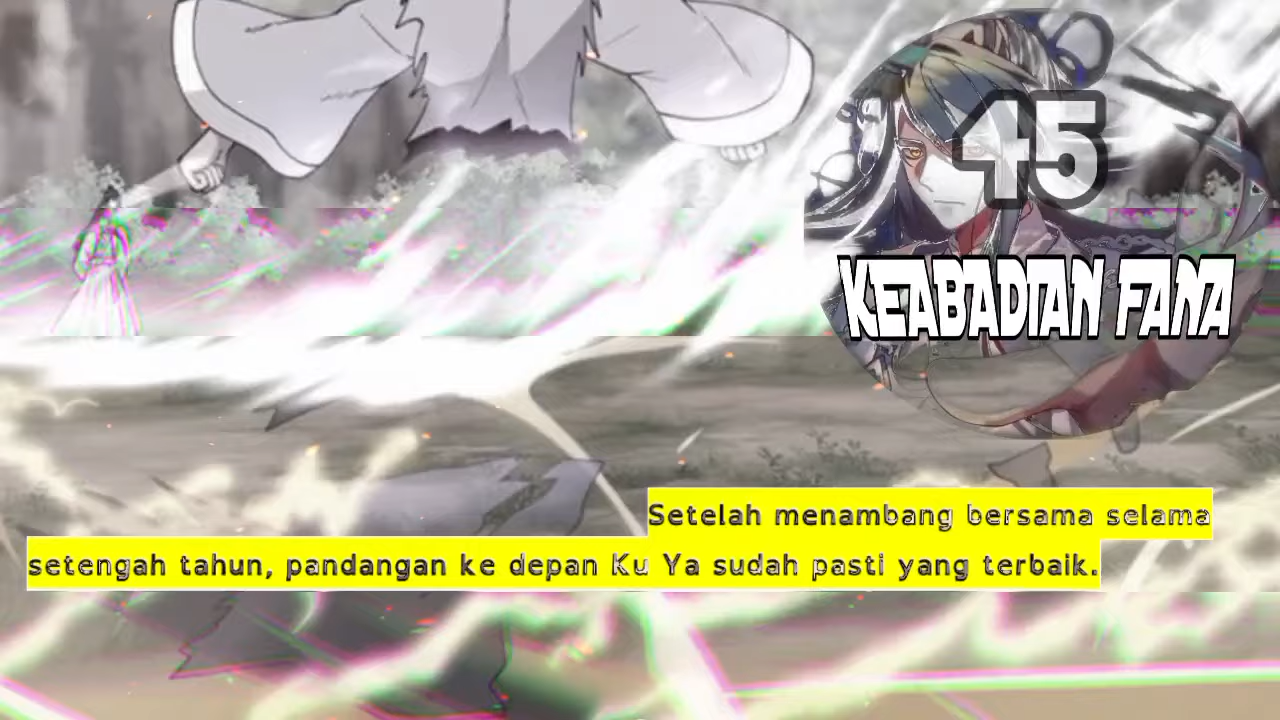 45
KEABADIAN FANA
Setelah menambang bersama selama
setengah tahun, pandangan ke depan Ku Ya sudah pasti yang terbaik.